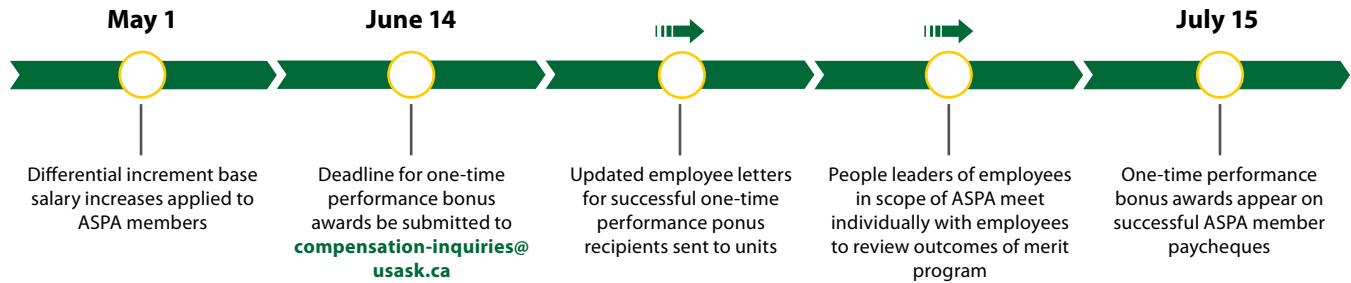 May 1
Differential increment base
salary increases applied to
ASPA members
June 14
Deadline for one-time
performance bonus
awards be submitted to
compensation-inquiries@
usask.ca
Updated employee letters
for successful one-time
performance ponus
recipients sent to units
People leaders of employees
in scope of ASPA meet
individually with employees
to review outcomes of merit
program
July 15
One-time performance
bonus awards appear on
successful ASPA member
paycheques